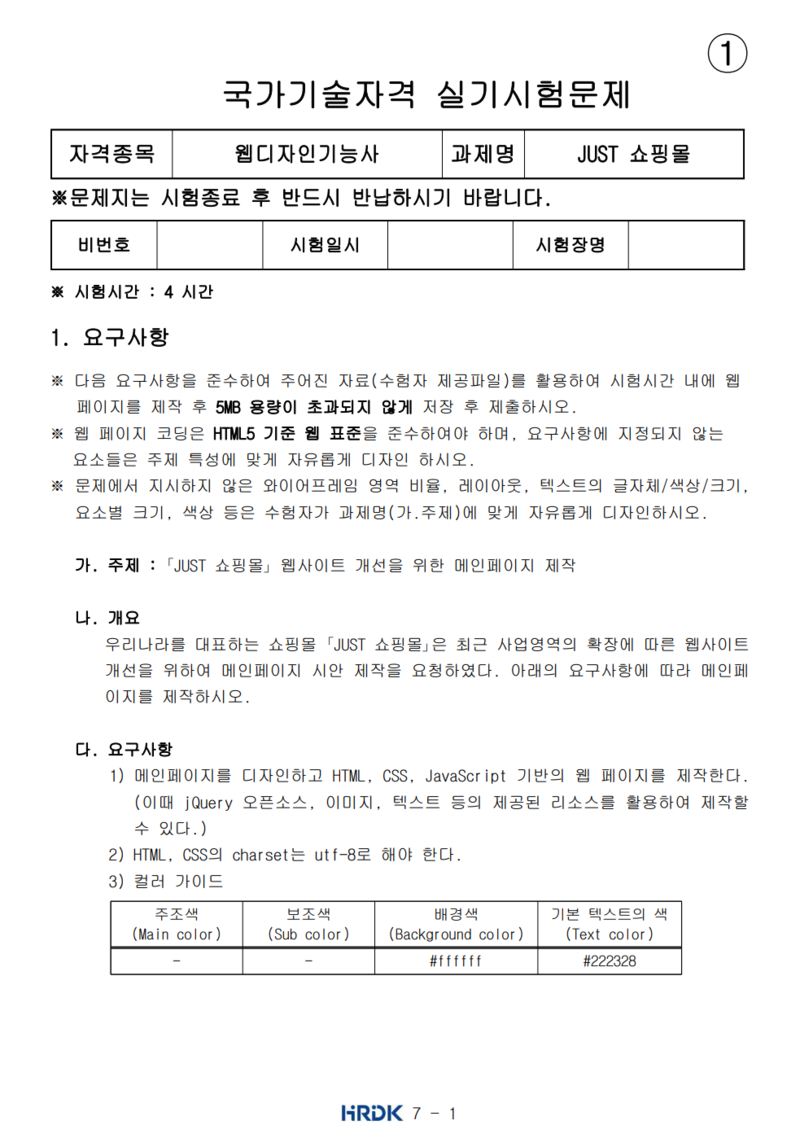 ①
국가기술자격 실기시험문제
자격종목 웹디자인기능사 과제명 JUST 쇼핑몰
※문제지는 시험종료 후 반드시 반납하시기 바랍니다.
비번호 시험일시 시험장명
※ 시험시간 : 4 시간
1. 요구사항
※ 다음 요구사항을 준수하여 주어진 자료(수험자 제공파일)를 활용하여 시험시간 내에 웹
페이지를 제작 후 5MB 용량이 초과되지 않게 저장 후 제출하시오.
※ 웹 페이지 코딩은 HTML5 기준 웹 표준을 준수하여야 하며, 요구사항에 지정되지 않는
요소들은 주제 특성에 맞게 자유롭게 디자인 하시오.
※ 문제에서 지시하지 않은 와이어프레임 영역 비율, 레이아웃, 텍스트의 글자체/색상/크기,
요소별 크기, 색상 등은 수험자가 과제명(가.주제)에 맞게 자유롭게 디자인하시오.
가. 주제 : 「JUST 쇼핑몰」 웹사이트 개선을 위한 메인페이지 제작
나. 개요
우리나라를 대표하는 쇼핑몰 「JUST 쇼핑몰」은 최근 사업영역의 확장에 따른 웹사이트
개선을 위하여 메인페이지 시안 제작을 요청하였다. 아래의 요구사항에 따라 메인페
이지를 제작하시오.
다. 요구사항
1) 메인페이지를 디자인하고 HTML, CSS, JavaScript 기반의 웹 페이지를 제작한다.
(이때 jQuery 오픈소스, 이미지, 텍스트 등의 제공된 리소스를 활용하여 제작할
수 있다.)
2) HTML, CSS의 charset는 utf-8로 해야 한다.
3) 컬러 가이드
주조색 보조색 배경색 기본 텍스트의 색
(Main color) (Sub color) (Background color) (Text color)
- - #ffffff #222328
HRDK 7 - 1